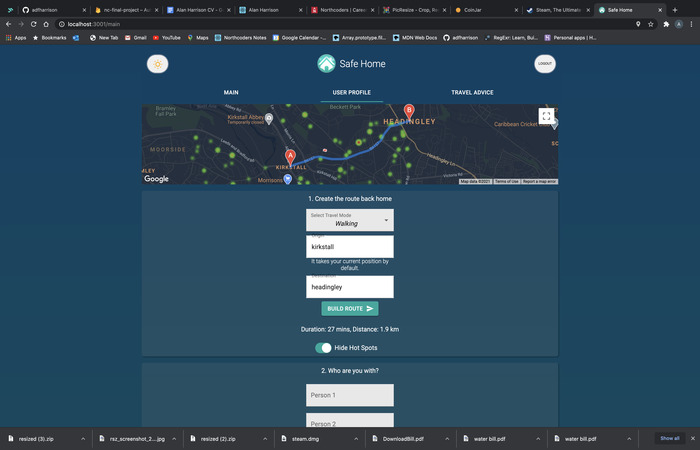 adfharrison
nc-final-project – Au
Alan Harrison CV - G
Alan Harrison
Northcoders | Caree
PicResize - Crop, Re
CoinJar
Steam, The Ultimate
Safe Home
localhost:3001/main
Apps
Bookmarks
New Tab
Gmail
YouTube
Maps
Northcoders Notes
Google Calendar -...
Array.prototype.fil...
MDN Web Docs
adfharrison
RegExr: Learn, Bui...
Personal apps | H...
Safe Home
LOGOUT
MAIN
USER PROFILE
TRAVEL ADVICE
Bramley
Fall Park
Kirkstall Abbey
Temporarily closed
Beckett Park
B
HEADINGLEY
Caribbean Cricket
MOORSIDE
A
KIRKSTALL
Headingley Ln
Morrisons
Google
Map data ©2021
Terms of Use
Report a map error
1. Create the route back home
Select Travel Mode
Walking
kirkstall
It takes your current position by
default.
headingley
BUILD ROUTE
Duration: 27 mins, Distance: 1.9 km
Hide Hot Spots
2. Who are you with?
Person 1
Person 2
resized (3).zip
rsz_screenshot_2....jpg
resized (2).zip
steam.dmg
DownloadBill.pdf
water bill.pdf
water bill.pdf
Show all